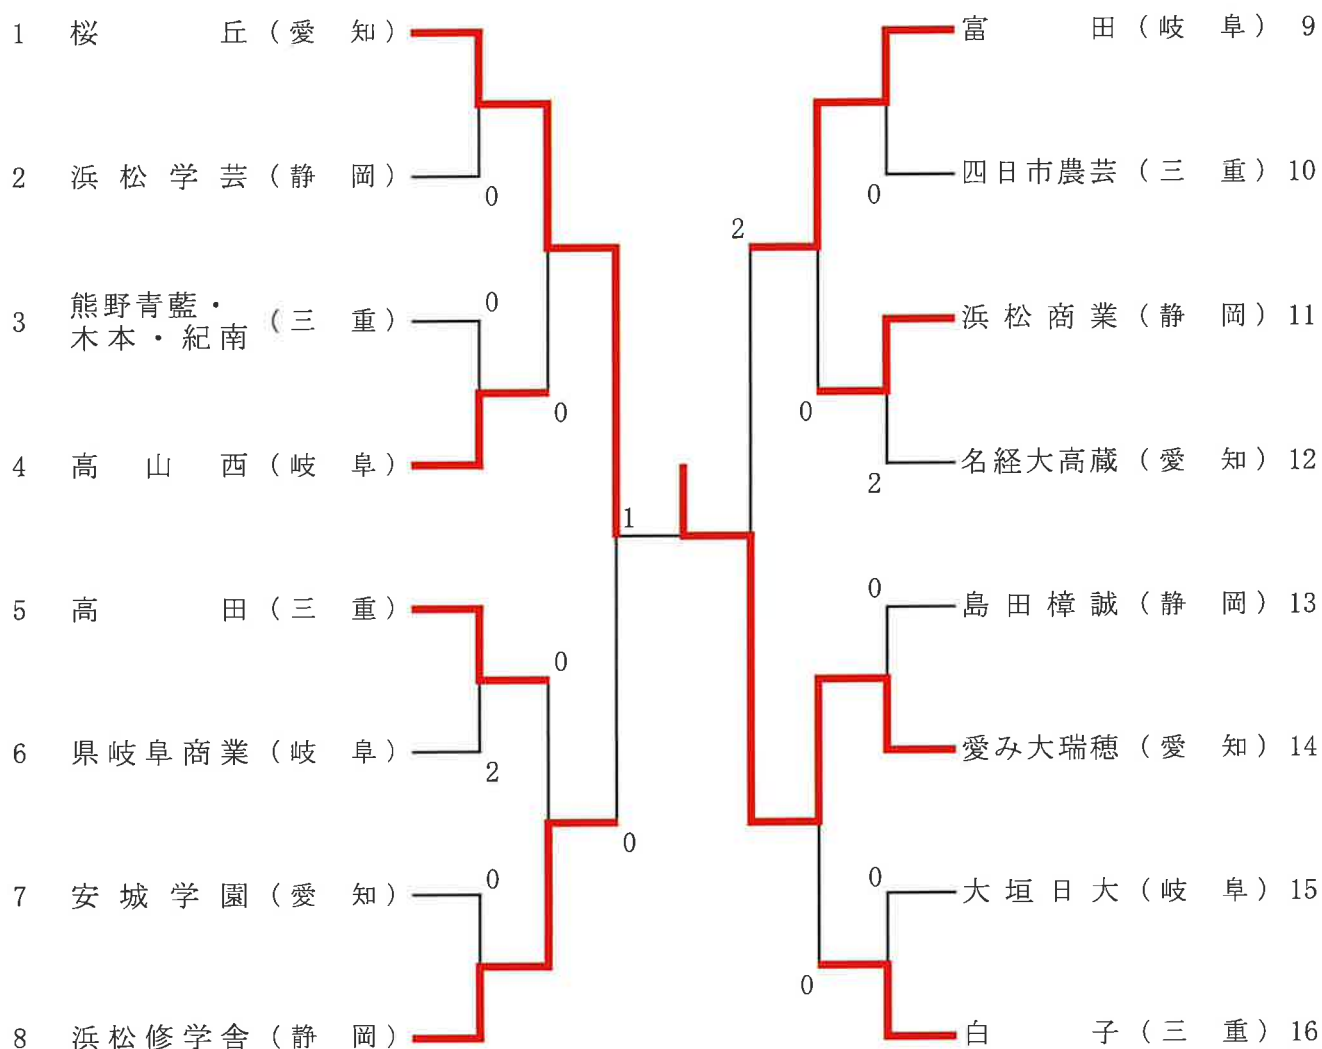 1 桜丘(愛知)
2 浜松学芸(静岡)
0
3 熊野青藍・
木本・紀南(三重)
0
4 高山西(岐阜)
0
5 高田(三重)
0
6 県岐阜商業(岐阜)
2
7 安城学園(愛知)
0
8 浜松修学舎(静岡)
0
1
富田(岐阜) 9
四日市農芸(三重) 10
0
2
浜松商業(静岡) 11
0
名経大高蔵(愛知) 12
2
島田樟誠(静岡) 13
0
愛み大瑞穂(愛知) 14
大垣日大(岐阜) 15
0
白子(三重) 16
0